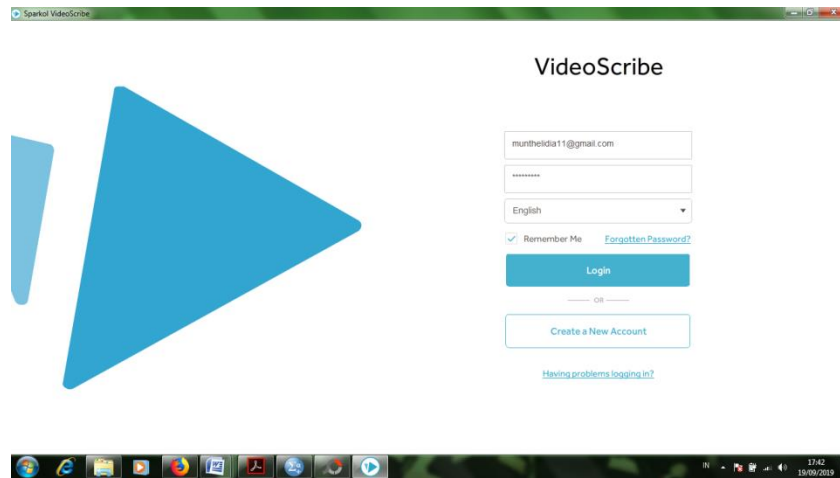 Sparkol VideoScribe
VideoScribe
munthelidia11@gmail.com
*********
English
Remember Me Forgotten Password?
Login
OR
Create a New Account
Having problems logging in?
IN 17:42
19/09/2019